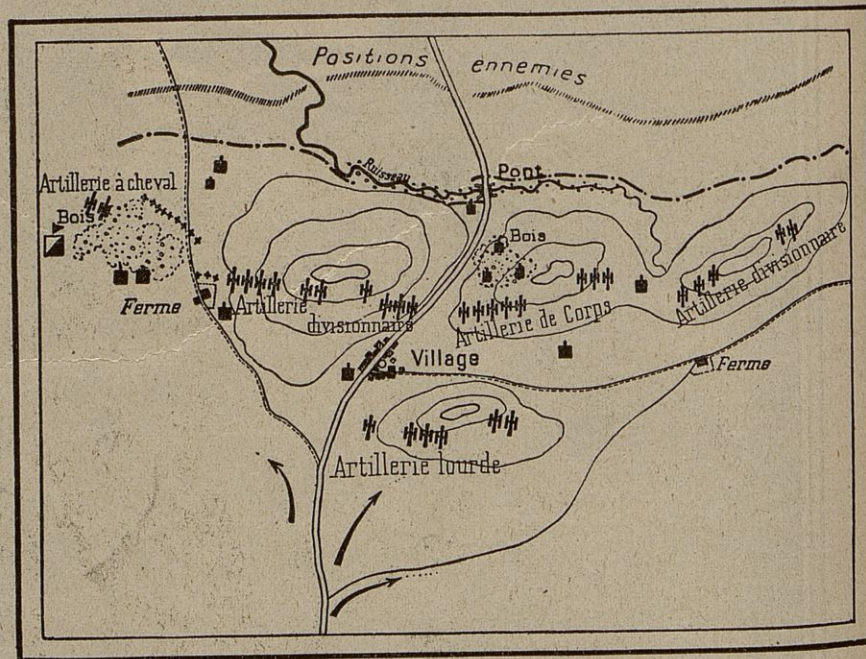 Positions ennemies
Ruisseau
Pont
Artillerie à cheval
Bois
Bois
Ferme
Artillerie
divisionnaire
Artillerie de Corps
Artillerie divisionnaire
Village
Ferme
Artillerie lourde